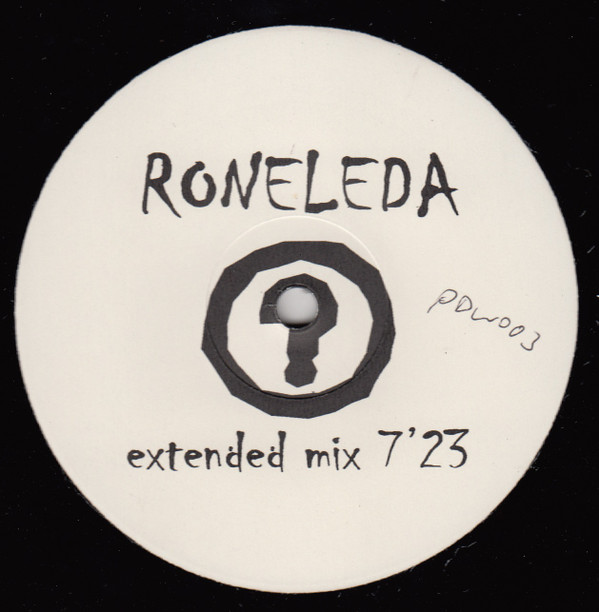 RONELEDA
?
PDW003
extended mix 7'23